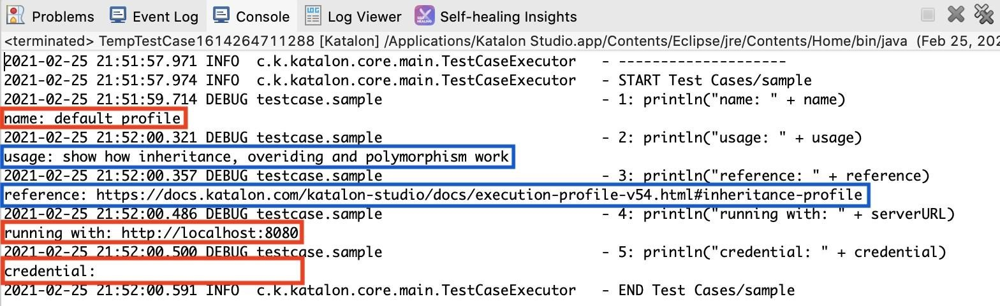 Problems Event Log Console Log Viewer SELF-HEALING Self-healing Insights
<terminated> TempTestCase1614264711288 [Katalon] /Applications/Katalon Studio.app/Contents/Eclipse/jre/Contents/Home/bin/java (Feb 25, 202
2021-02-25 21:51:57.971 INFO c.k.katalon.core.main.TestCaseExecutor - --------------------
2021-02-25 21:51:57.974 INFO c.k.katalon.core.main.TestCaseExecutor - START Test Cases/sample
2021-02-25 21:51:59.714 DEBUG testcase.sample - 1: println("name: " + name)
name: default profile
2021-02-25 21:52:00.321 DEBUG testcase.sample - 2: println("usage: " + usage)
usage: show how inheritance, overiding and polymorphism work
2021-02-25 21:52:00.357 DEBUG testcase.sample - 3: println("reference: " + reference)
reference: https://docs.katalon.com/katalon-studio/docs/execution-profile-v54.html#inheritance-profile
2021-02-25 21:52:00.486 DEBUG testcase.sample - 4: println("running with: " + serverURL)
running with: http://localhost:8080
2021-02-25 21:52:00.500 DEBUG testcase.sample - 5: println("credential: " + credential)
credential:
2021-02-25 21:52:00.591 INFO c.k.katalon.core.main.TestCaseExecutor - END Test Cases/sample